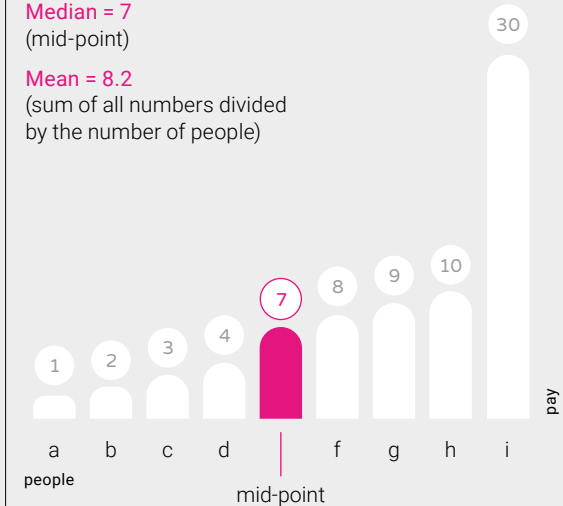 Median = 7
(mid-point)
Mean = 8.2
(sum of all numbers divided
by the number of people)
30
10
9
8
7
4
3
2
1
pay
a b c d f g h i
people
mid-point